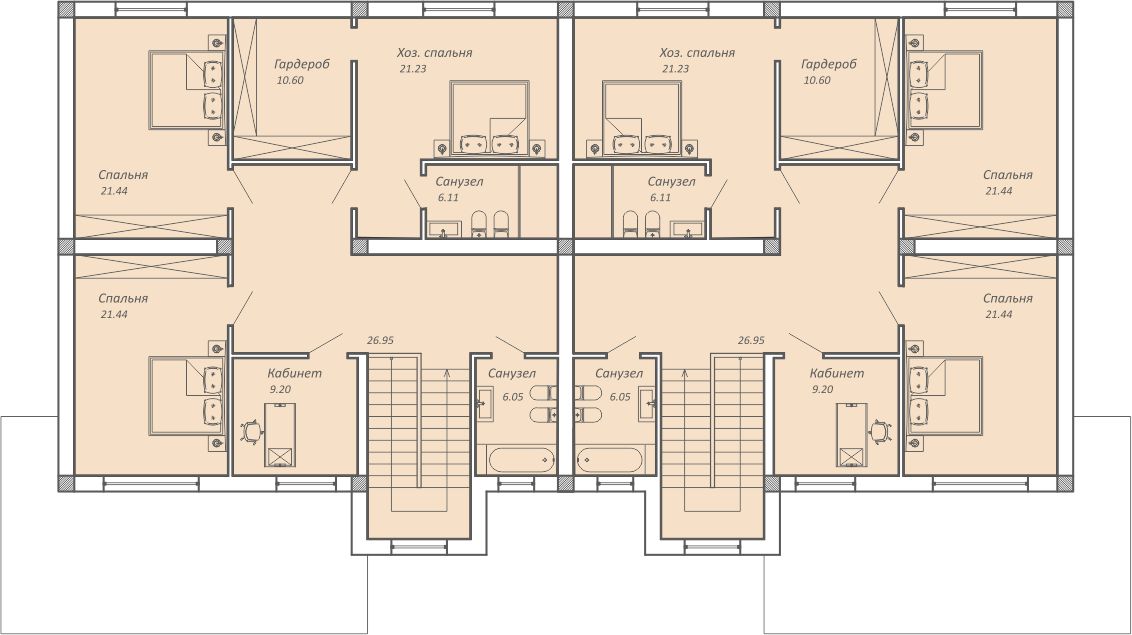 Хоз. спальня
21.23
Хоз. спальня
21.23
Гардероб
10.60
Гардероб
10.60
Спальня
21.44
Санузел
6.11
Санузел
6.11
Спальня
21.44
Спальня
21.44
Спальня
21.44
26.95
26.95
Кабинет
9.20
Санузел
6.05
Санузел
6.05
Кабинет
9.20